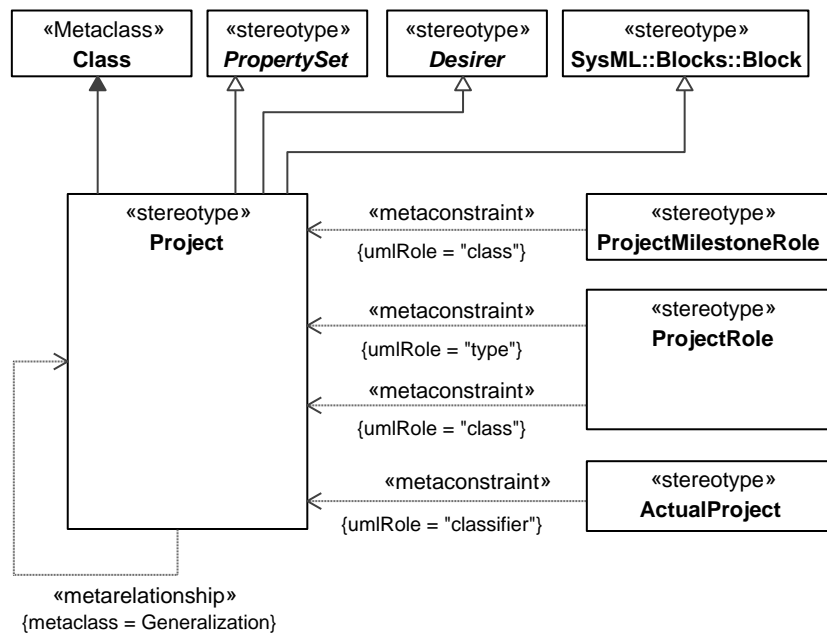 «Metaclass»
Class
«stereotype»
PropertySet
«stereotype»
Desirer
«stereotype»
SysML::Blocks::Block
«stereotype»
Project
«metaconstraint»
{umlRole = "class"}
«stereotype»
ProjectMilestoneRole
«metaconstraint»
{umlRole = "type"}
«stereotype»
ProjectRole
«metaconstraint»
{umlRole = "class"}
«metaconstraint»
{umlRole = "classifier"}
«stereotype»
ActualProject
«metarelationship»
{metaclass = Generalization}